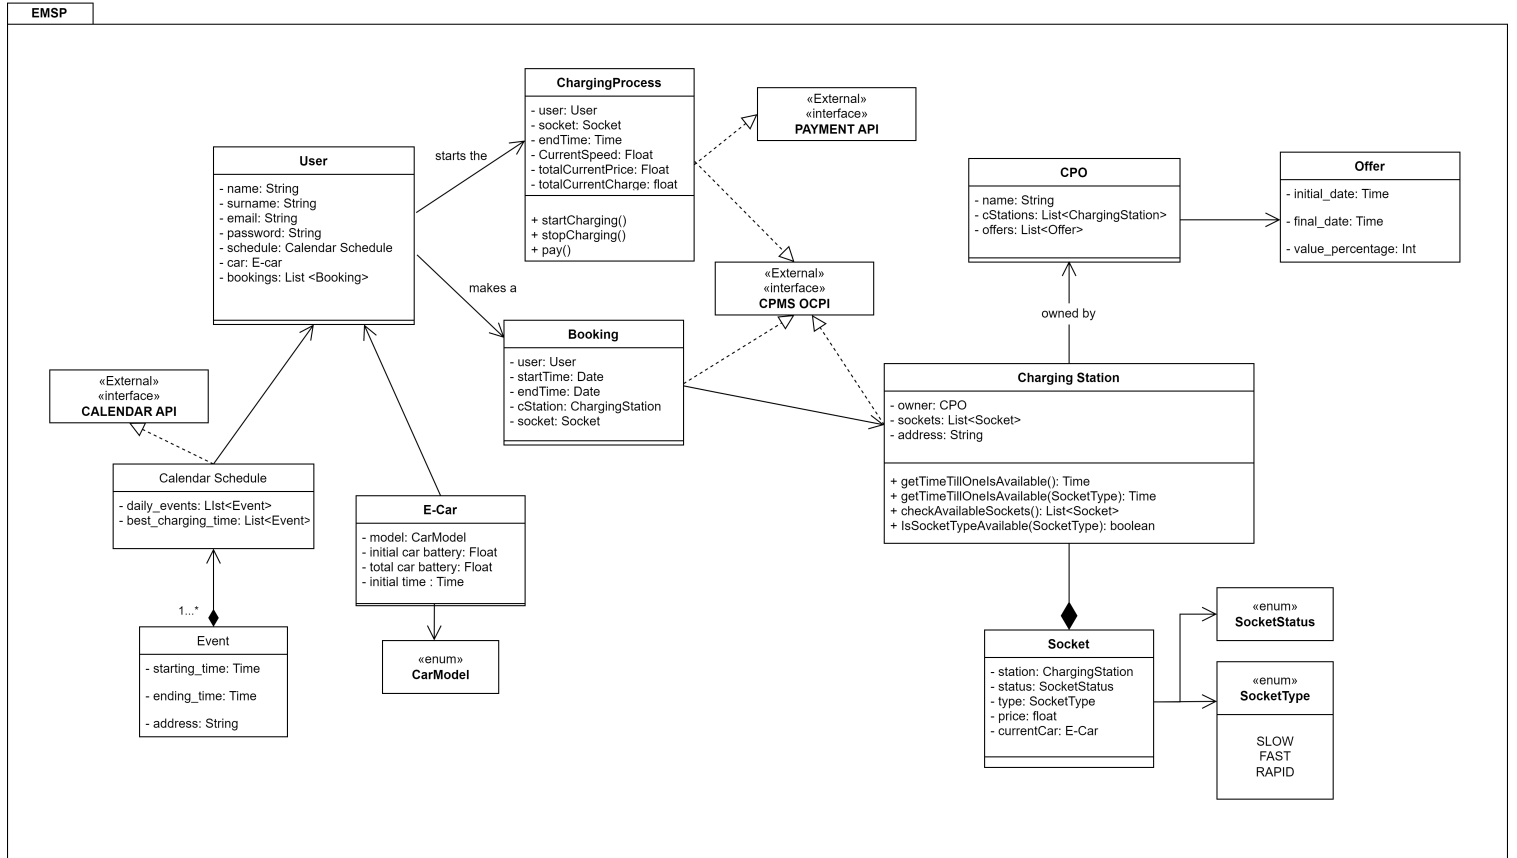 EMSP
ChargingProcess
- user: User
- socket: Socket
- endTime: Time
- CurrentSpeed: Float
- totalCurrentPrice: Float
- totalCurrentCharge: float
+ startCharging()
+ stopCharging()
+ pay()
«External»
«interface»
PAYMENT API
starts the
User
- name: String
- surname: String
- email: String
- password: String
- schedule: Calendar Schedule
- car: E-car
- bookings: List <Booking>
CPO
- name: String
- cStations: List<ChargingStation>
- offers: List<Offer>
Offer
- initial_date: Time
- final_date: Time
- value_percentage: Int
makes a
«External»
«interface»
CPMS OCPI
owned by
Booking
- user: User
- startTime: Date
- endTime: Date
- cStation: ChargingStation
- socket: Socket
«External»
«interface»
CALENDAR API
Charging Station
- owner: CPO
- sockets: List<Socket>
- address: String
+ getTimeTillOneIsAvailable(): Time
+ getTimeTillOneIsAvailable(SocketType): Time
+ checkAvailableSockets(): List<Socket>
+ IsSocketTypeAvailable(SocketType): boolean
Calendar Schedule
- daily_events: LIst<Event>
- best_charging_time: List<Event>
E-Car
- model: CarModel
- initial car battery: Float
- total car battery: Float
- initial time : Time
1...*
Event
- starting_time: Time
- ending_time: Time
- address: String
«enum»
CarModel
Socket
- station: ChargingStation
- status: SocketStatus
- type: SocketType
- price: float
- currentCar: E-Car
«enum»
SocketStatus
«enum»
SocketType
SLOW
FAST
RAPID